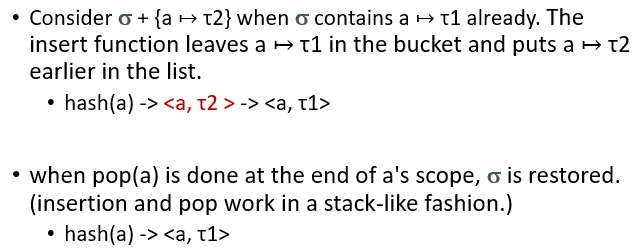 • Consider σ + {a ↦ τ2} when σ contains a ↦ τ1 already. The
insert function leaves a ↦ τ1 in the bucket and puts a ↦ τ2
earlier in the list.
• hash(a) -> <a, τ2 > -> <a, τ1>
• when pop(a) is done at the end of a's scope, σ is restored.
(insertion and pop work in a stack-like fashion.)
• hash(a) -> <a, τ1>